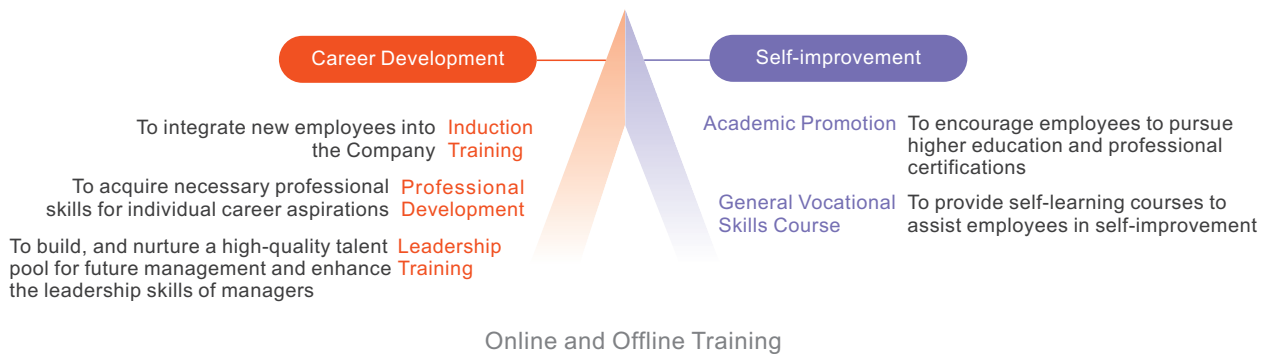 Career Development
To integrate new employees into
the Company
Induction
Training
To acquire necessary professional
skills for individual career aspirations
Professional
Development
To build, and nurture a high-quality talent
pool for future management and enhance
the leadership skills of managers
Leadership
Training
Self-improvement
Academic Promotion
To encourage employees to pursue
higher education and professional
certifications
General Vocational
Skills Course
To provide self-learning courses to
assist employees in self-improvement
Online and Offline Training